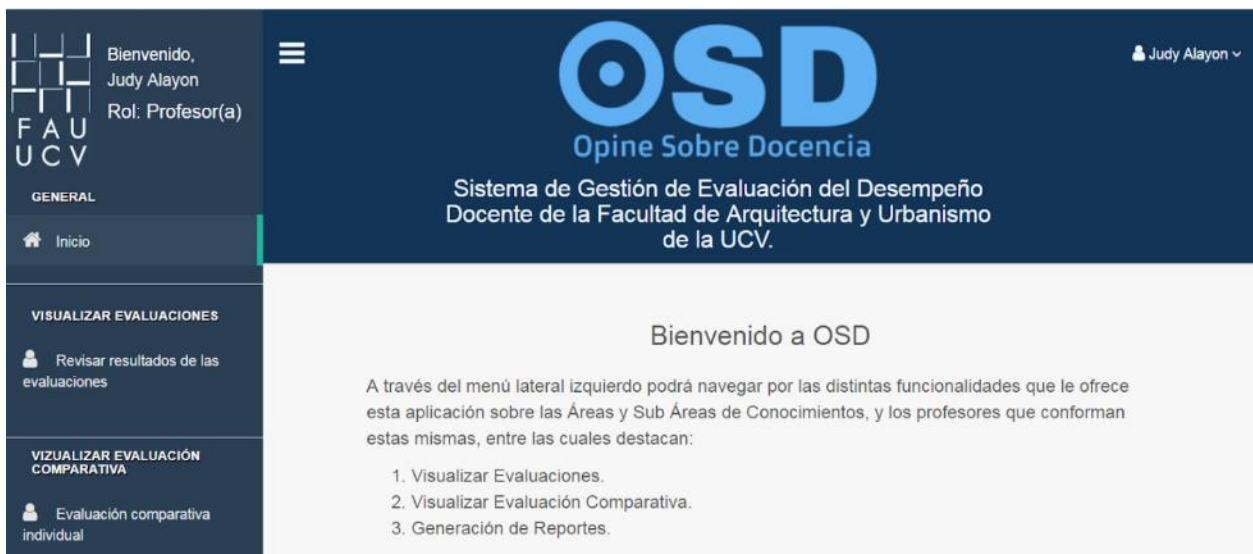 FAU
UCV
Bienvenido,
Judy Alayon
Rol: Profesor(a)
GENERAL
Inicio
VISUALIZAR EVALUACIONES
Revisar resultados de las
evaluaciones
VIZUALIZAR EVALUACIÓN
COMPARATIVA
Evaluación comparativa
individual
OSD
Opine Sobre Docencia
Judy Alayon
Sistema de Gestión de Evaluación del Desempeño
Docente de la Facultad de Arquitectura y Urbanismo
de la UCV.
Bienvenido a OSD
A través del menú lateral izquierdo podrá navegar por las distintas funcionalidades que le ofrece
esta aplicación sobre las Áreas y Sub Áreas de Conocimientos, y los profesores que conforman
estas mismas, entre las cuales destacan:
1. Visualizar Evaluaciones.
2. Visualizar Evaluación Comparativa.
3. Generación de Reportes.